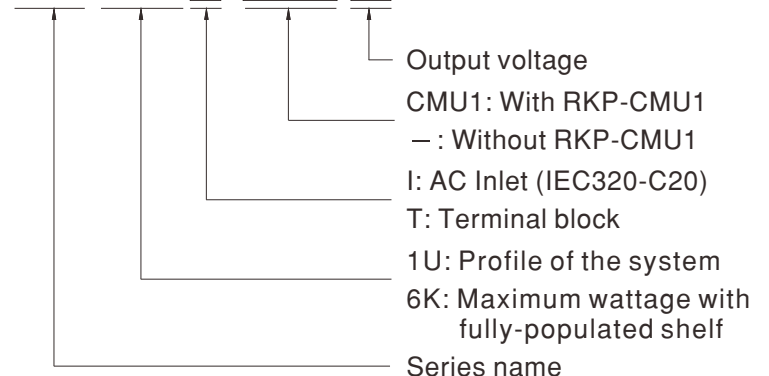 Output voltage
CMU1: With RKP-CMU1
– : Without RKP-CMU1
I: AC Inlet (IEC320-C20)
T: Terminal block
1U: Profile of the system
6K: Maximum wattage with
fully-populated shelf
Series name